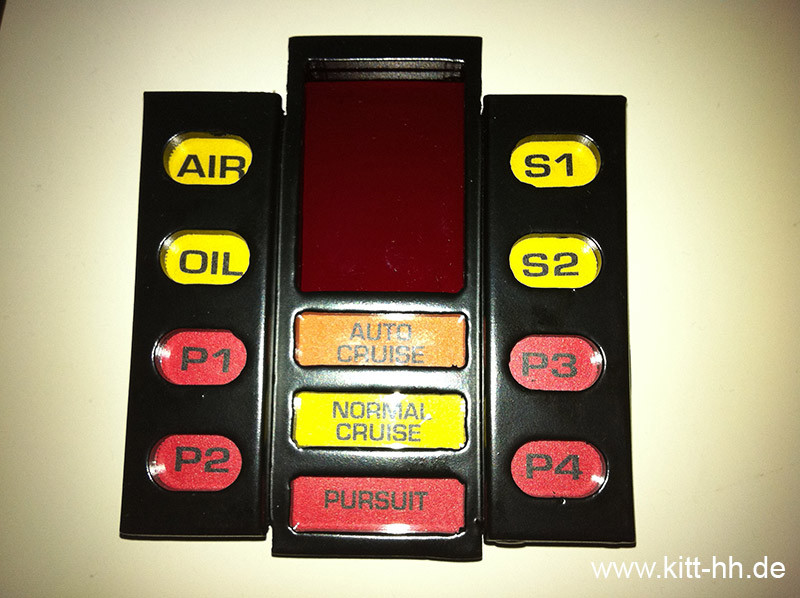 AIR
OIL
P1
P2
AUTO
CRUISE
NORMAL
CRUISE
PURSUIT
S1
S2
P3
P4
www.kitt-hh.de